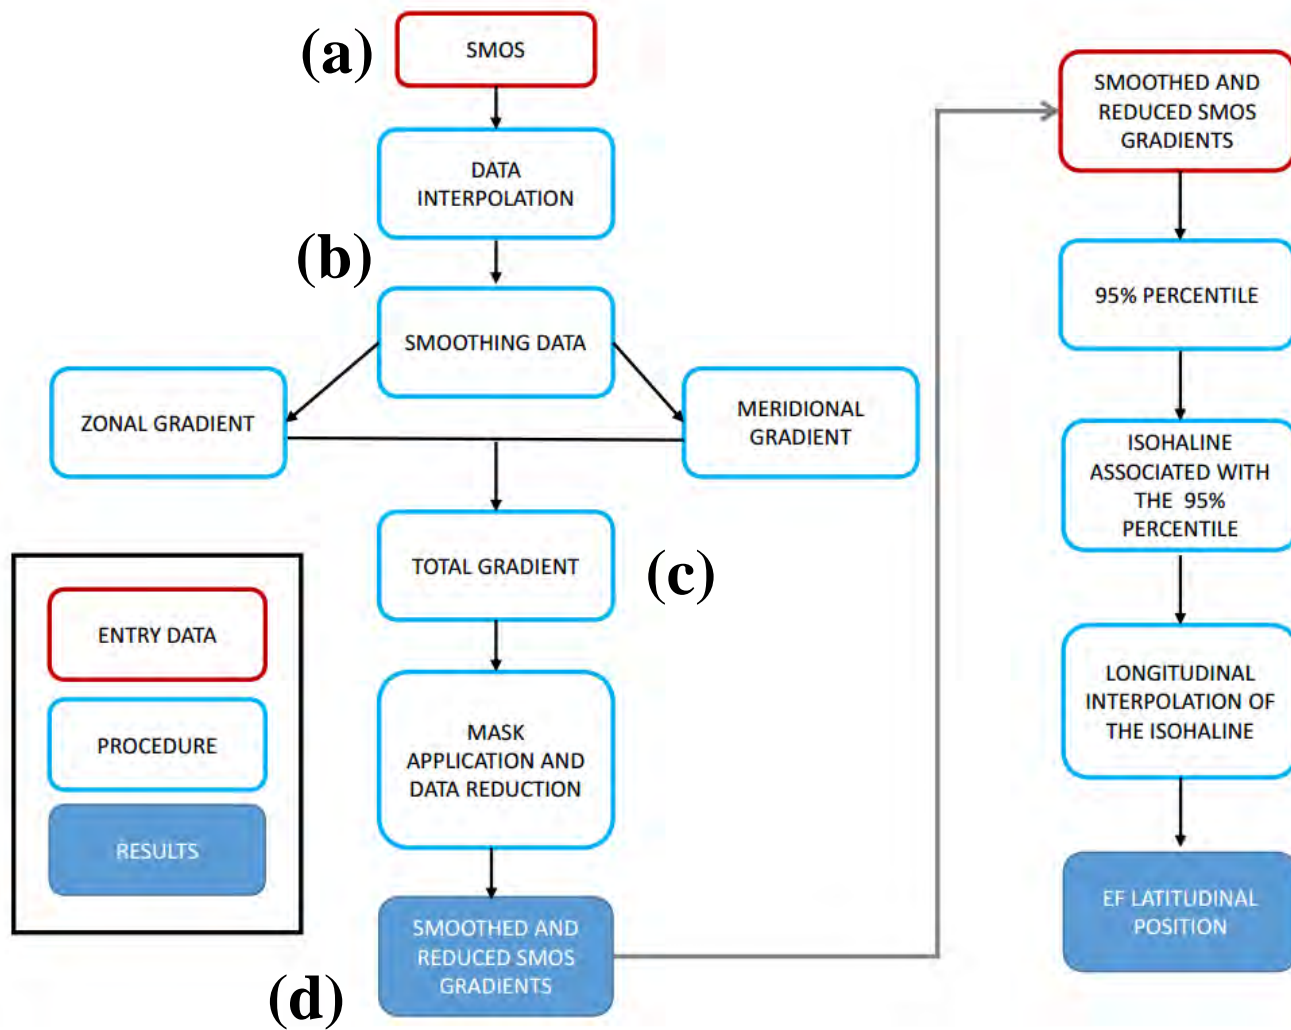 (a)
SMOS
DATA
INTERPOLATION
(b)
SMOOTHING DATA
ZONAL GRADIENT
MERIDIONAL
GRADIENT
TOTAL GRADIENT
(c)
MASK
APPLICATION AND
DATA REDUCTION
SMOOTHED AND
REDUCED SMOS
GRADIENTS
(d)
ENTRY DATA
PROCEDURE
RESULTS
SMOOTHED AND
REDUCED SMOS
GRADIENTS
95% PERCENTILE
ISOHALINE
ASSOCIATED WITH
THE 95%
PERCENTILE
LONGITUDINAL
INTERPOLATION OF
THE ISOHALINE
EF LATITUDINAL
POSITION